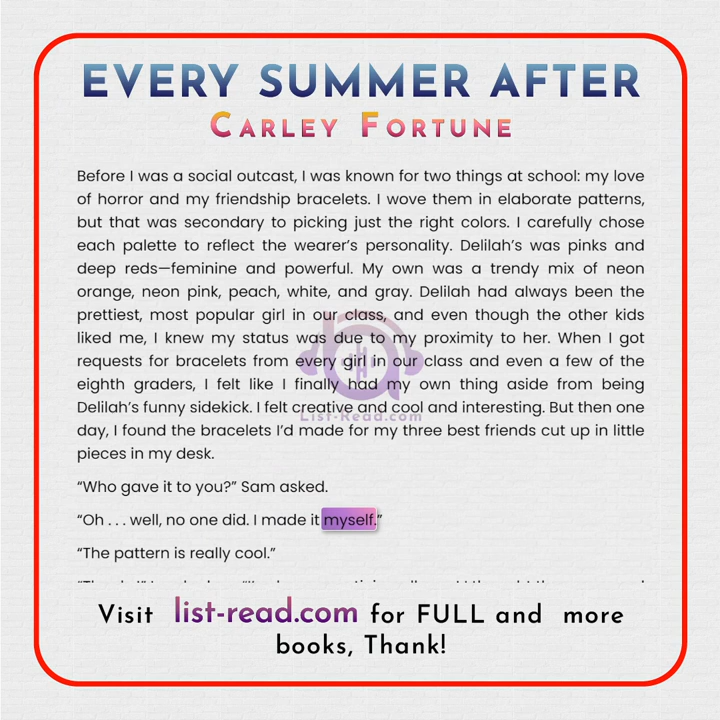 EVERY SUMMER AFTER
CARLEY FORTUNE
Before I was a social outcast, I was known for two things at school: my love
of horror and my friendship bracelets. I wove them in elaborate patterns,
but that was secondary to picking just the right colors. I carefully chose
each palette to reflect the wearer’s personality. Delilah’s was pinks and
deep reds—feminine and powerful. My own was a trendy mix of neon
orange, neon pink, peach, white, and gray. Delilah had always been the
prettiest, most popular girl in our class, and even though the other kids
liked me, I knew my status was due to my proximity to her. When I got
requests for bracelets from every girl in our class and even a few of the
eighth graders, I felt like I finally had my own thing aside from being
Delilah’s funny sidekick. I felt creative and cool and interesting. But then one
day, I found the bracelets I’d made for my three best friends cut up in little
pieces in my desk.
List-Read.com
“Who gave it to you?” Sam asked.
“Oh . . . well, no one did. I made it myself.”
“The pattern is really cool.”
Visit list-read.com for FULL and more
books, Thank!